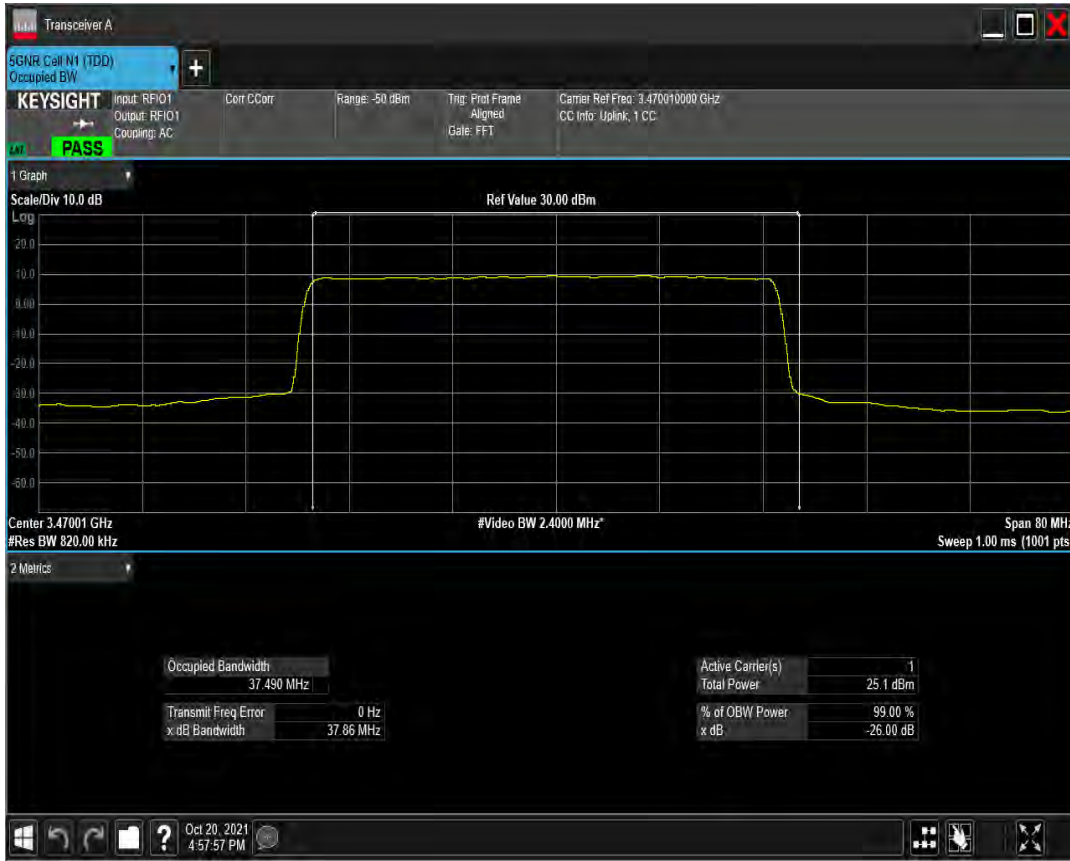 Transceiver A
5GNR Cell N1 (TDD)
Occupied BW
+
KEYSIGHT
Input: RFIO1
Output: RFIO1
Coupling: AC
Corr CCorr
Range: -50 dBm
Trig: Prot Frame
Aligned
Gate: FFT
Carrier Ref Freq: 3.470010000 GHz
CC Info: Uplink, 1 CC
PASS
1 Graph
Scale/Div 10.0 dB
Ref Value 30.00 dBm
Log
20.0
10.0
0.00
-10.0
-20.0
-30.0
-40.0
-50.0
-60.0
Center 3.47001 GHz
#Video BW 2.4000 MHz*
Span 80 MHz
#Res BW 820.00 kHz
Sweep 1.00 ms (1001 pts
2 Metrics
Occupied Bandwidth
37.490 MHz
Transmit Freq Error 0 Hz
x dB Bandwidth 37.86 MHz
Active Carrier(s) 1
Total Power 25.1 dBm
% of OBW Power 99.00 %
x dB -26.00 dB
?
Oct 20, 2021
4:57:57 PM